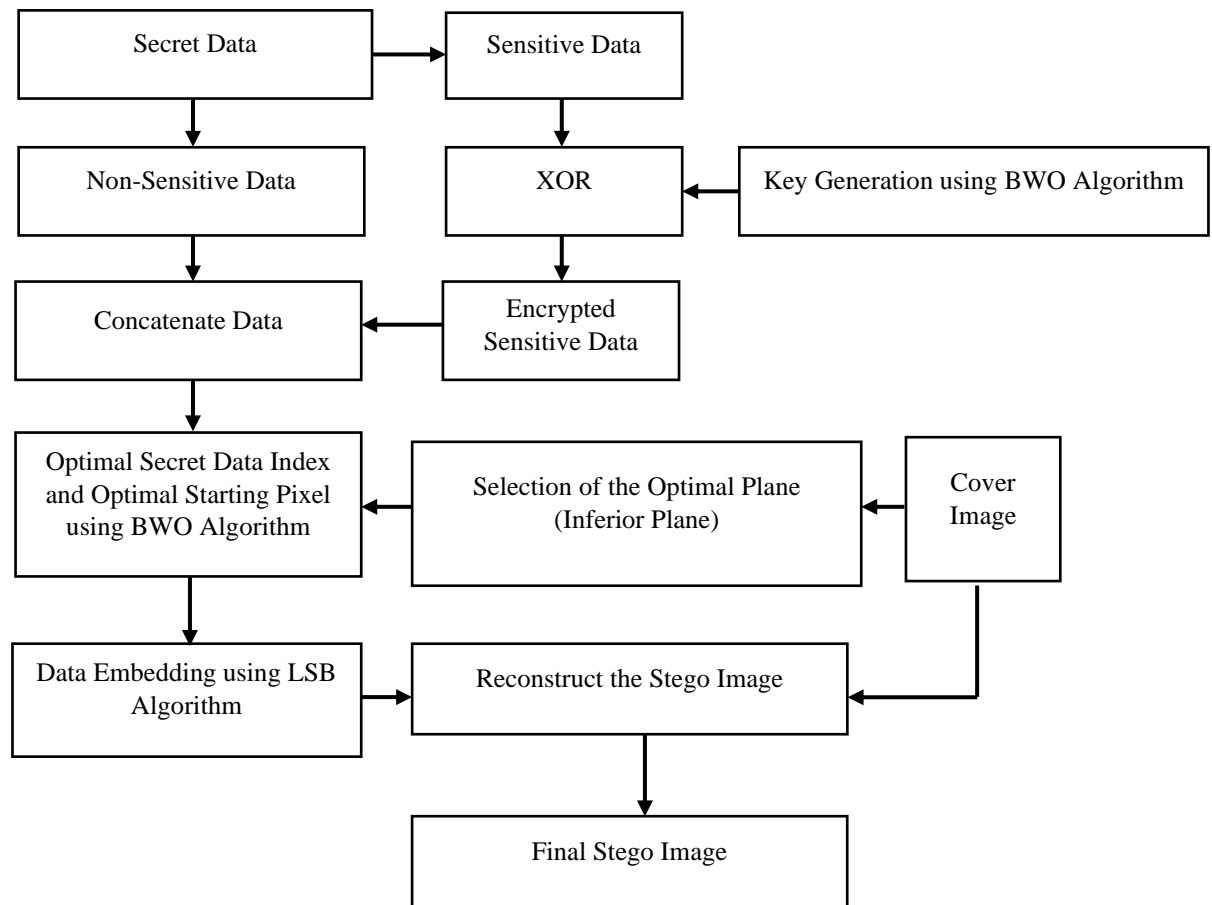 Secret Data
Sensitive Data
Non-Sensitive Data
XOR
Key Generation using BWO Algorithm
Concatenate Data
Encrypted
Sensitive Data
Optimal Secret Data Index
and Optimal Starting Pixel
using BWO Algorithm
Selection of the Optimal Plane
(Inferior Plane)
Cover
Image
Data Embedding using LSB
Algorithm
Reconstruct the Stego Image
Final Stego Image